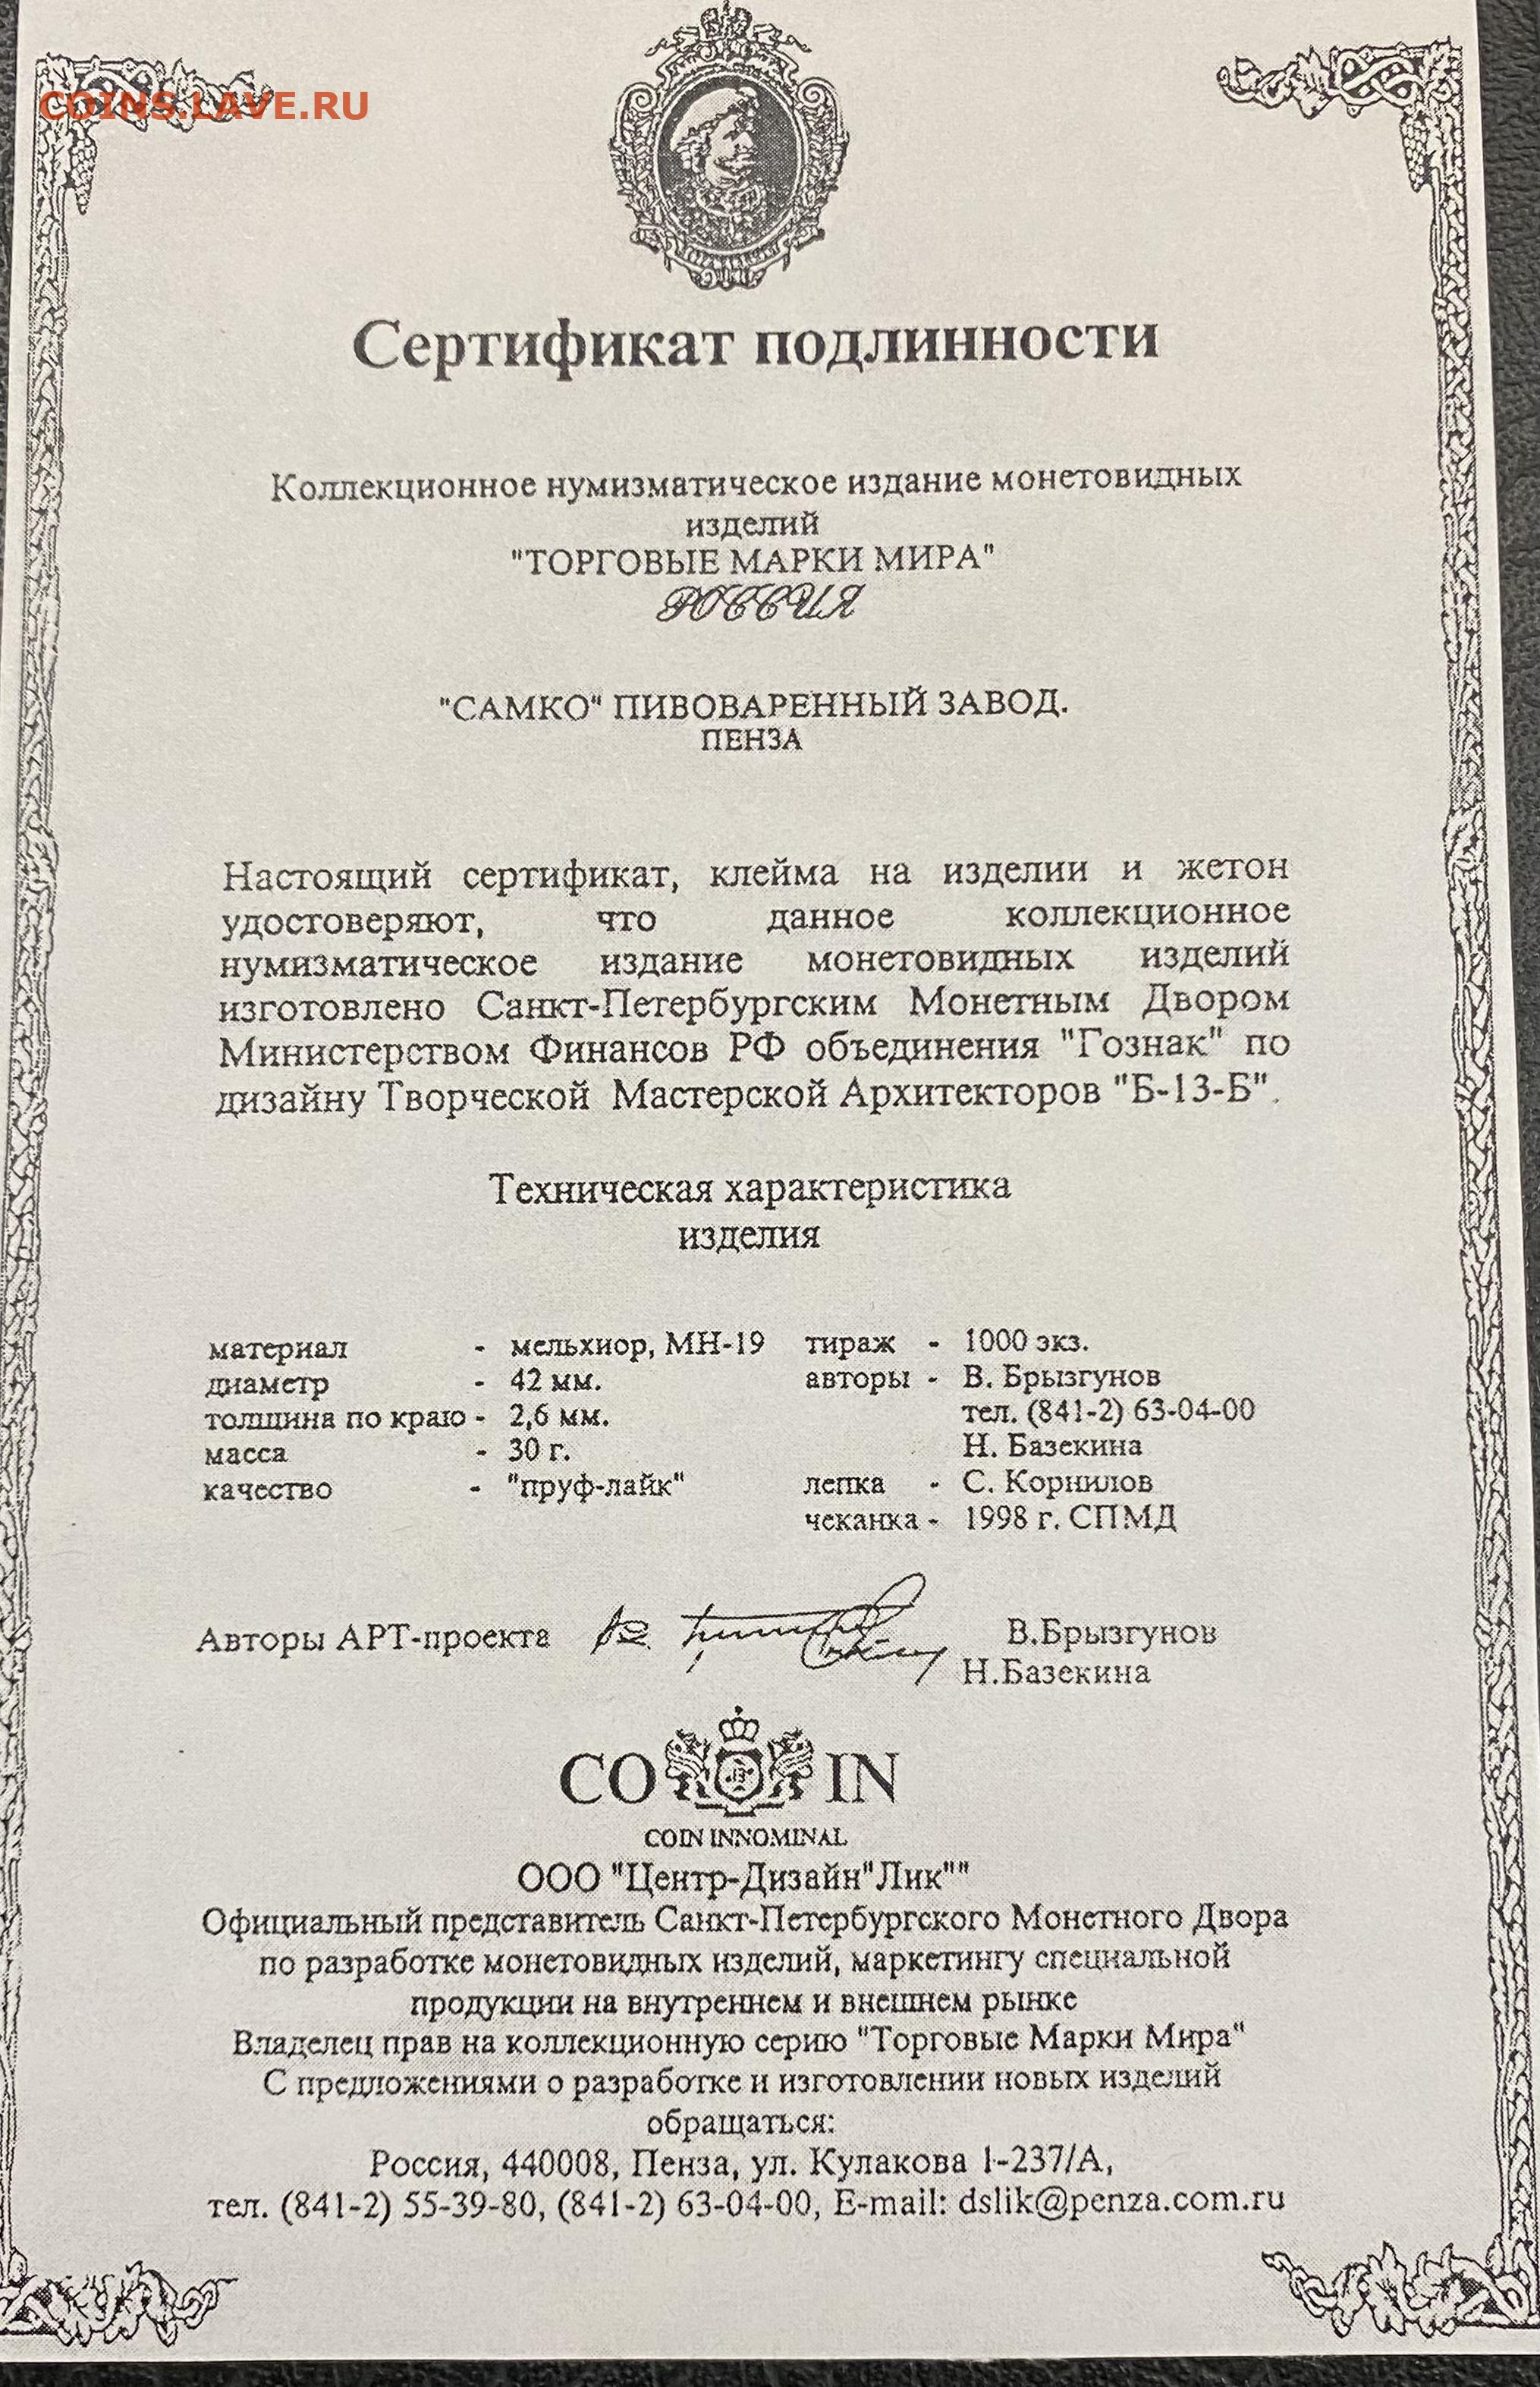 COINS.LAVE.RU
Сертификат подлинности
Коллекционное нумизматическое издание монетовидных
изделий
"ТОРГОВЫЕ МАРКИ МИРА"
РОССИЯ
"САМКО" ПИВОВАРЕННЫЙ ЗАВОД.
ПЕНЗА
Настоящий сертификат, клейма на изделии и жетон
удостоверяют, что данное коллекционное
нумизматическое издание монетовидных изделий
изготовлено Санкт-Петербургским Монетным Двором
Министерством Финансов РФ объединения "Гознак" по
дизайну Творческой Мастерской Архитекторов "Б-13-Б".
Техническая характеристика
изделия
материал - мельхиор, МН-19 тираж - 1000 экз.
диаметр - 42 мм. авторы - В. Брызгунов
толщина по краю - 2,6 мм. тел. (841-2) 63-04-00
масса - 30 г. Н. Базекина
качество - "пруф-лайк" лепка - С. Корнилов
чеканка - 1998 г. СПМД
Авторы АРТ-проекта В.Брызгунов
Н.Базекина
CO IN
COIN INNOMINAL
ООО "Центр-Дизайн"Лик""
Официальный представитель Санкт-Петербургского Монетного Двора
по разработке монетовидных изделий, маркетингу специальной
продукции на внутреннем и внешнем рынке
Владелец прав на коллекционную серию "Торговые Марки Мира"
С предложениями о разработке и изготовлении новых изделий
обращаться:
Россия, 440008, Пенза, ул. Кулакова 1-237/А,
тел. (841-2) 55-39-80, (841-2) 63-04-00, E-mail: dslik@penza.com.ru